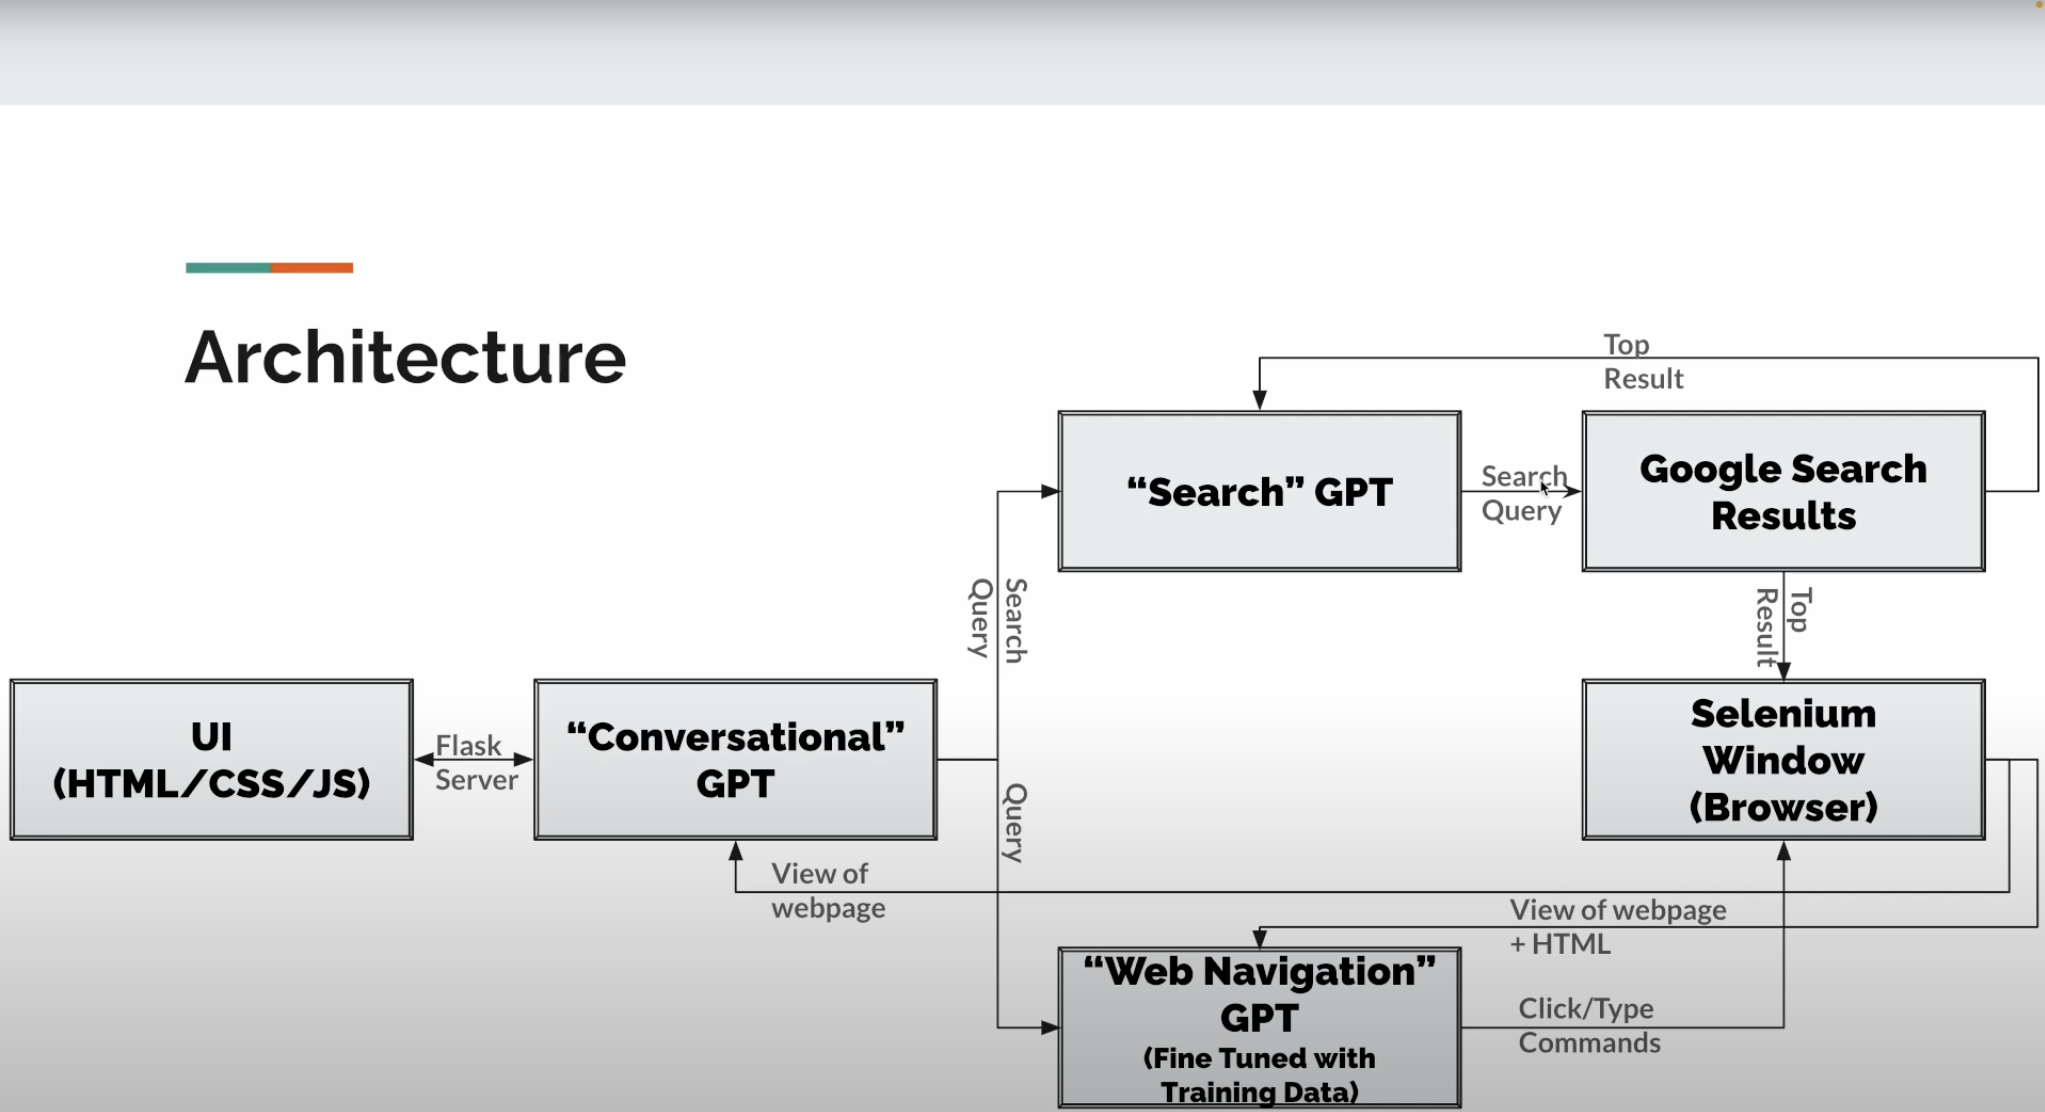 Architecture
Top
Result
“Search” GPT
Search
Query
Google Search
Results
Search
Query
Top
Result
UI
(HTML/CSS/JS)
Flask
Server
“Conversational”
GPT
Selenium
Window
(Browser)
Query
View of
webpage
View of webpage
+ HTML
“Web Navigation”
GPT
(Fine Tuned with
Training Data)
Click/Type
Commands